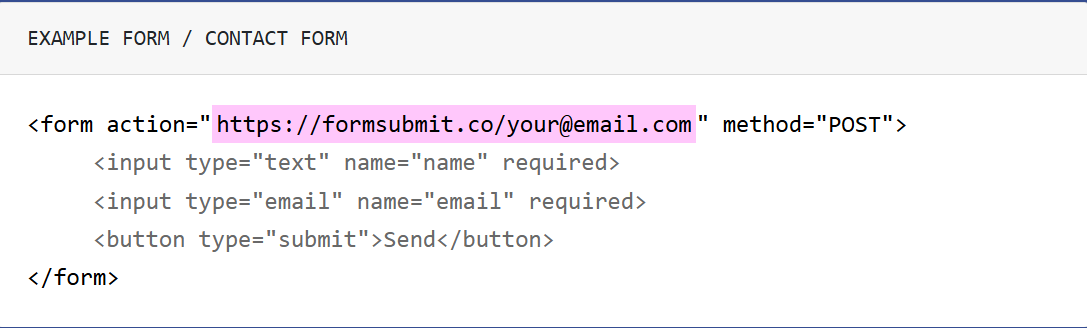 EXAMPLE FORM / CONTACT FORM
<form action="https://formsubmit.co/your@email.com" method="POST">
<input type="text" name="name" required>
<input type="email" name="email" required>
<button type="submit">Send</button>
</form>